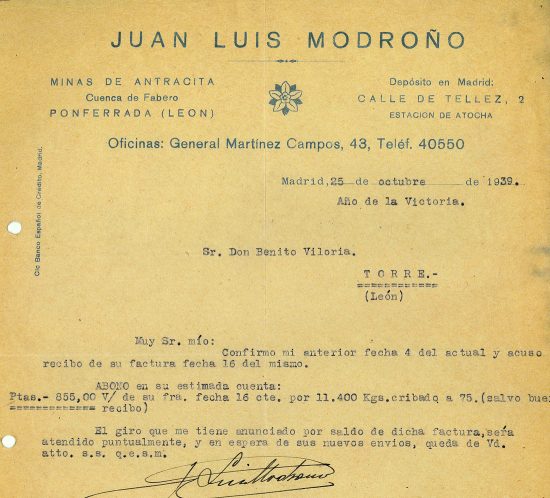 JUAN LUIS MODROÑO
MINAS DE ANTRACITA
Cuenca de Fabero
PONFERRADA (LEON)
Depósito en Madrid:
CALLE DE TELLEZ, 2
ESTACION DE ATOCHA
Oficinas: General Martínez Campos, 43, Teléf. 40550
C/c Banco Español de Crédito, Madrid.
Madrid, 25 de octubre de 1939.
Año de la Victoria.
Sr. Don Benito Viloria.
TORRE.-
(León)
Muy Sr. mío:
Confirmo mi anterior fecha 4 del actual y acuso
recibo de su factura fecha 16 del mismo.
ABONO en su estimada cuenta:
Ptas.- 855,00 V/ de su fra. fecha 16 cte. por 11.400 Kgs. cribadq a 75.(salvo bue
recibo)
El giro que me tiene anunciado por saldo de dicha factura, será
atendido puntualmente, y en espera de sus nuevos envios, queda de Vd.
atto. s.s. q.e.s.m.